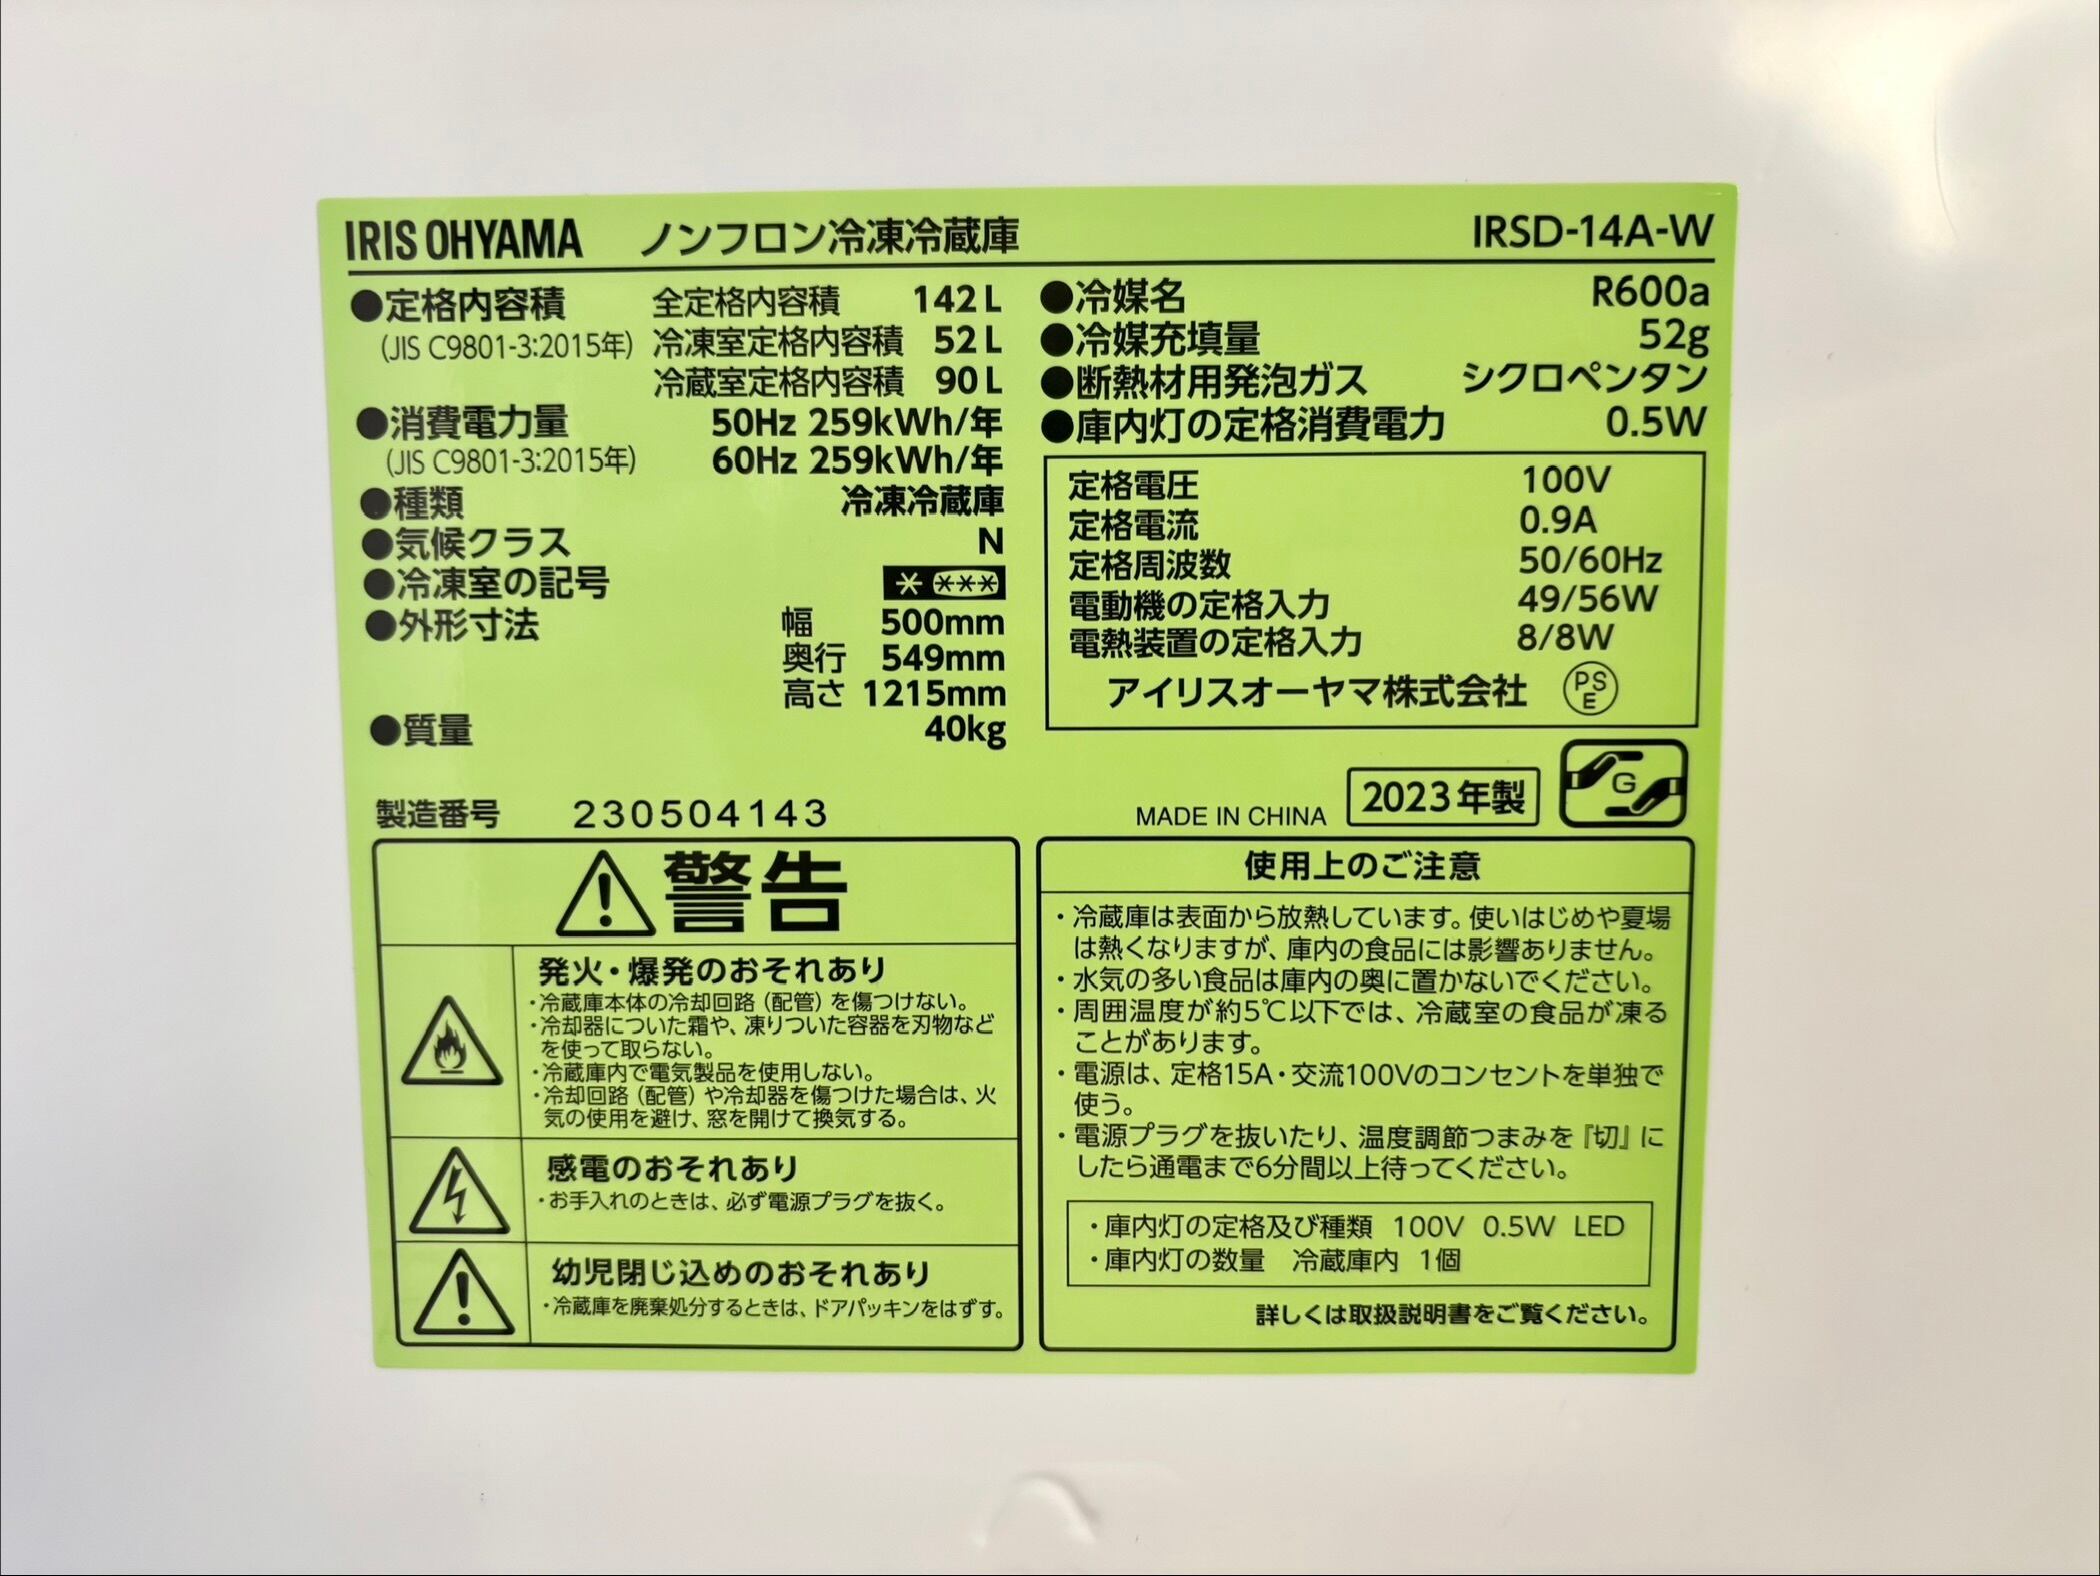 IRIS OHYAMA ノンフロン冷凍冷蔵庫 IRSD-14A-W
●定格内容積 全定格内容積 142L
(JIS C9801-3:2015年) 冷凍室定格内容積 52L
冷蔵室定格内容積 90L
●消費電力量 50Hz 259kWh/年
(JIS C9801-3:2015年) 60Hz 259kWh/年
●種類 冷凍冷蔵庫
●気候クラス N
●冷凍室の記号 * ***
●外形寸法 幅 500mm
奥行 549mm
高さ 1215mm
●質量 40kg
●冷媒名 R600a
●冷媒充填量 52g
●断熱材用発泡ガス シクロペンタン
●庫内灯の定格消費電力 0.5W
定格電圧 100V
定格電流 0.9A
定格周波数 50/60Hz
電動機の定格入力 49/56W
電熱装置の定格入力 8/8W
アイリスオーヤマ株式会社 PSE
製造番号 230504143
MADE IN CHINA 2023年製 G
警告
発火・爆発のおそれあり
・冷蔵庫本体の冷却回路（配管）を傷つけない。
・冷却器についた霜や、凍りついた容器を刃物など
を使って取らない。
・冷蔵庫内で電気製品を使用しない。
・冷却回路（配管）や冷却器を傷つけた場合は、火
気の使用を避け、窓を開けて換気する。
感電のおそれあり
・お手入れのときは、必ず電源プラグを抜く。
幼児閉じ込めのおそれあり
・冷蔵庫を廃棄処分するときは、ドアパッキンをはずす。
使用上のご注意
・冷蔵庫は表面から放熱しています。使いはじめや夏場
は熱くなりますが、庫内の食品には影響ありません。
・水気の多い食品は庫内の奥に置かないでください。
・周囲温度が約5℃以下では、冷蔵室の食品が凍る
ことがあります。
・電源は、定格15A・交流100Vのコンセントを単独で
使う。
・電源プラグを抜いたり、温度調節つまみを『切』に
したら通電まで6分間以上待ってください。
・庫内灯の定格及び種類 100V 0.5W LED
・庫内灯の数量 冷蔵庫内 1個
詳しくは取扱説明書をご覧ください。